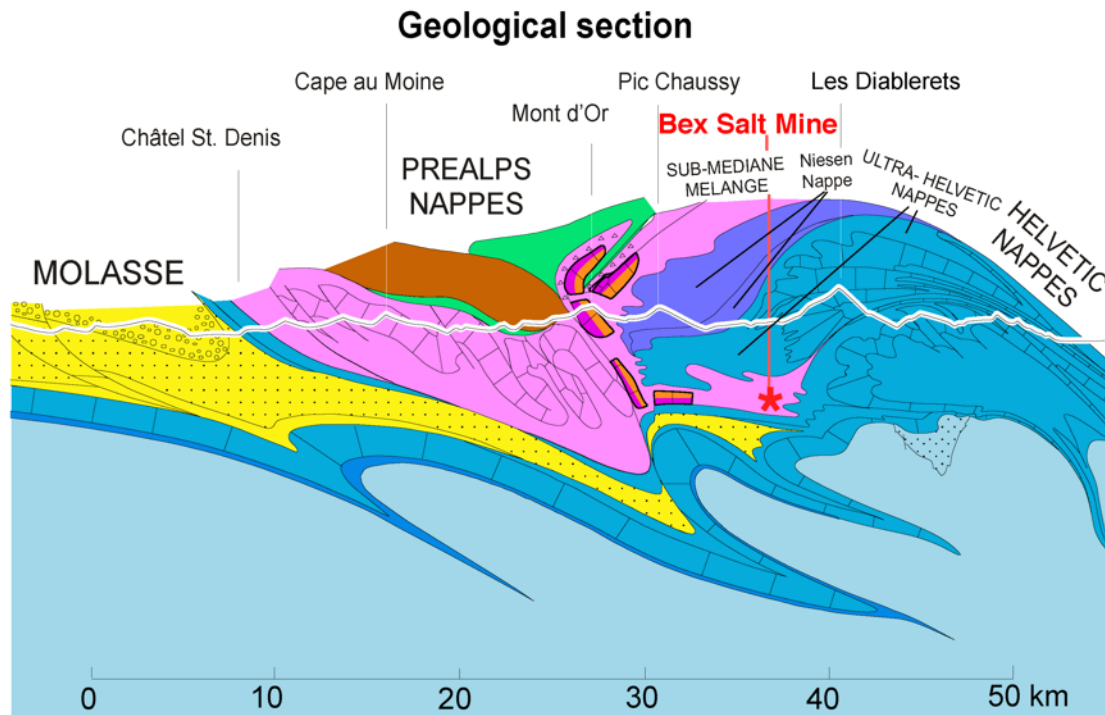 Geological section
Cape au Moine
Pic Chaussy
Les Diablerets
Mont d'Or
Bex Salt Mine
Châtel St. Denis
PREALPS
NAPPES
SUB-MEDIANE
MELANGE
Niesen
Nappe
ULTRA- HELVETIC
NAPPES
HELVETIC
NAPPES
MOLASSE
*
0 10 20 30 40 50 km